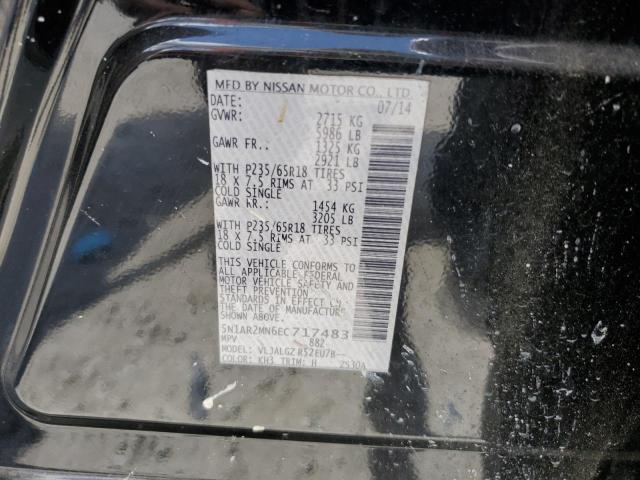 MFD BY NISSAN MOTOR CO., LTD.
DATE: 07/14
GVWR: 2715 KG
5986 LB
GAWR FR.: 1325 KG
2921 LB
WITH P235/65R18 TIRES
18 X 7.5 RIMS AT 33 PSI
COLD SINGLE
GAWR RR.: 1454 KG
3205 LB
WITH P235/65R18 TIRES
18 X 7.5 RIMS AT 33 PSI
COLD SINGLE
THIS VEHICLE CONFORMS TO
ALL APPLICABLE FEDERAL
MOTOR VEHICLE SAFETY AND
THEFT PREVENTION
STANDARDS IN EFFECT ON
THE DATE OF MANUFACTURE
SHOWN ABOVE.
5N1AR2MN6EC717483
MPV 882
MODEL: VLJALGZ R52EU7B--
COLOR: KH3 TRIM: H ZS30A